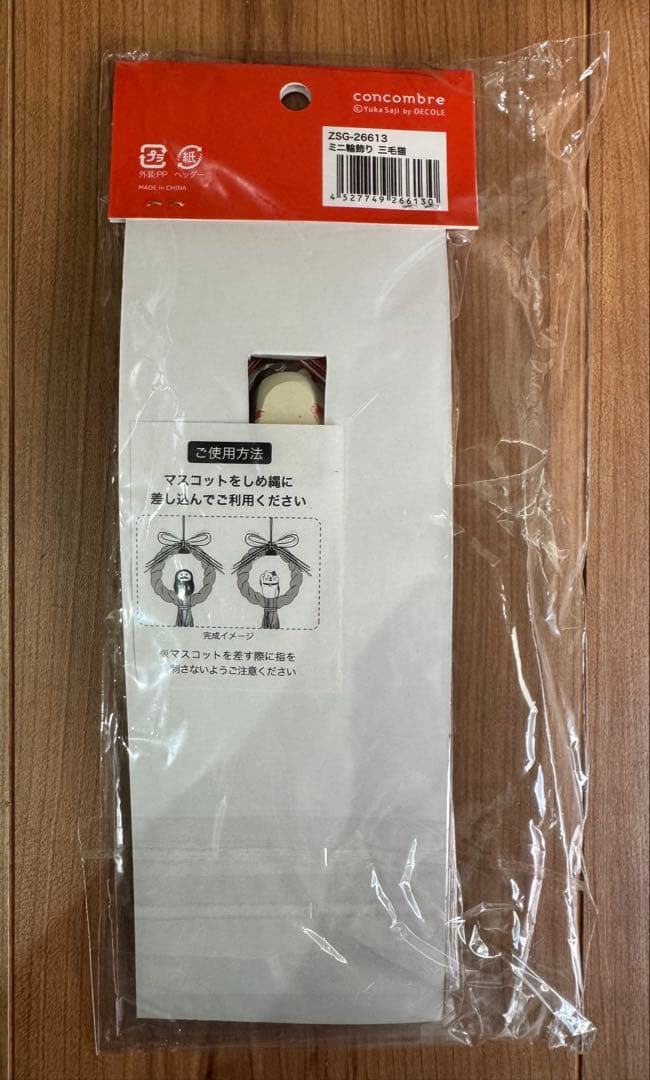 concombre
©Yuka Saji by DECOLE
ZSG-26613
ミニ輪飾り 三毛猫
4 527749 266130
プラ
紙
外装:PP
ヘッダー
MADE in CHINA
ご使用方法
マスコットをしめ縄に
差し込んでご利用ください
完成イメージ
※マスコットを差す際に指を
刺さないようご注意ください